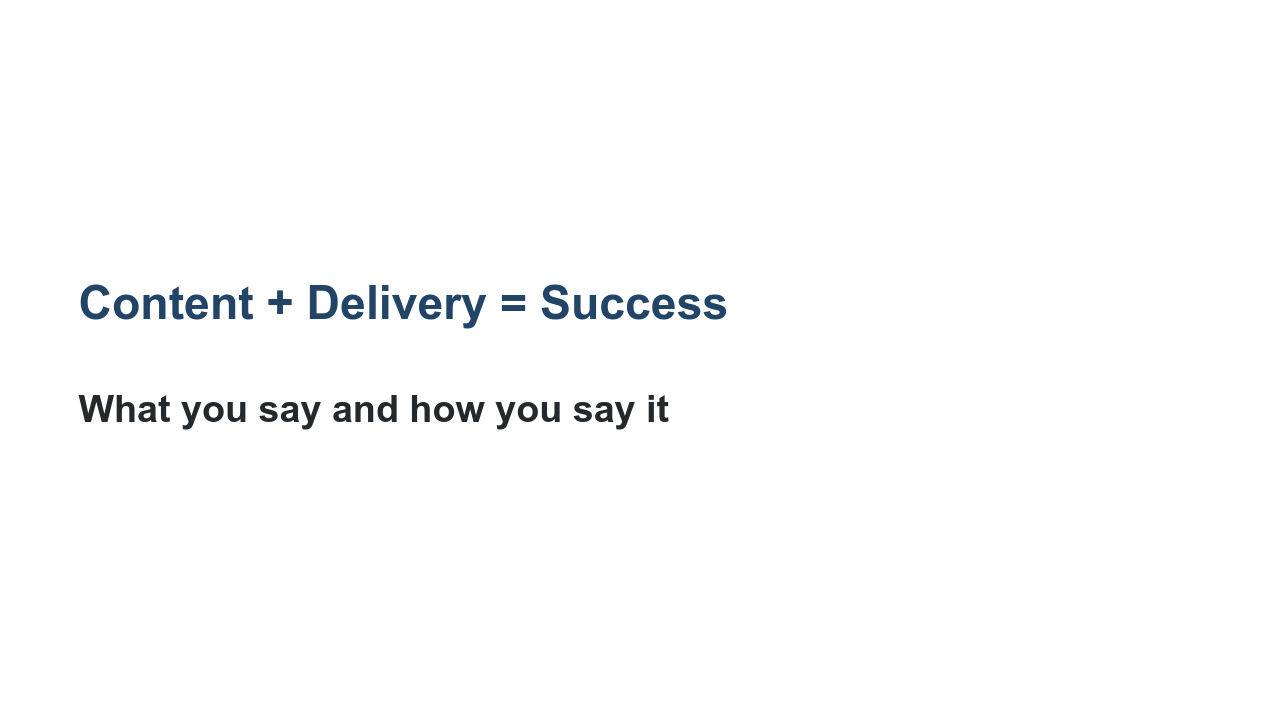 Content + Delivery = Success
What you say and how you say it